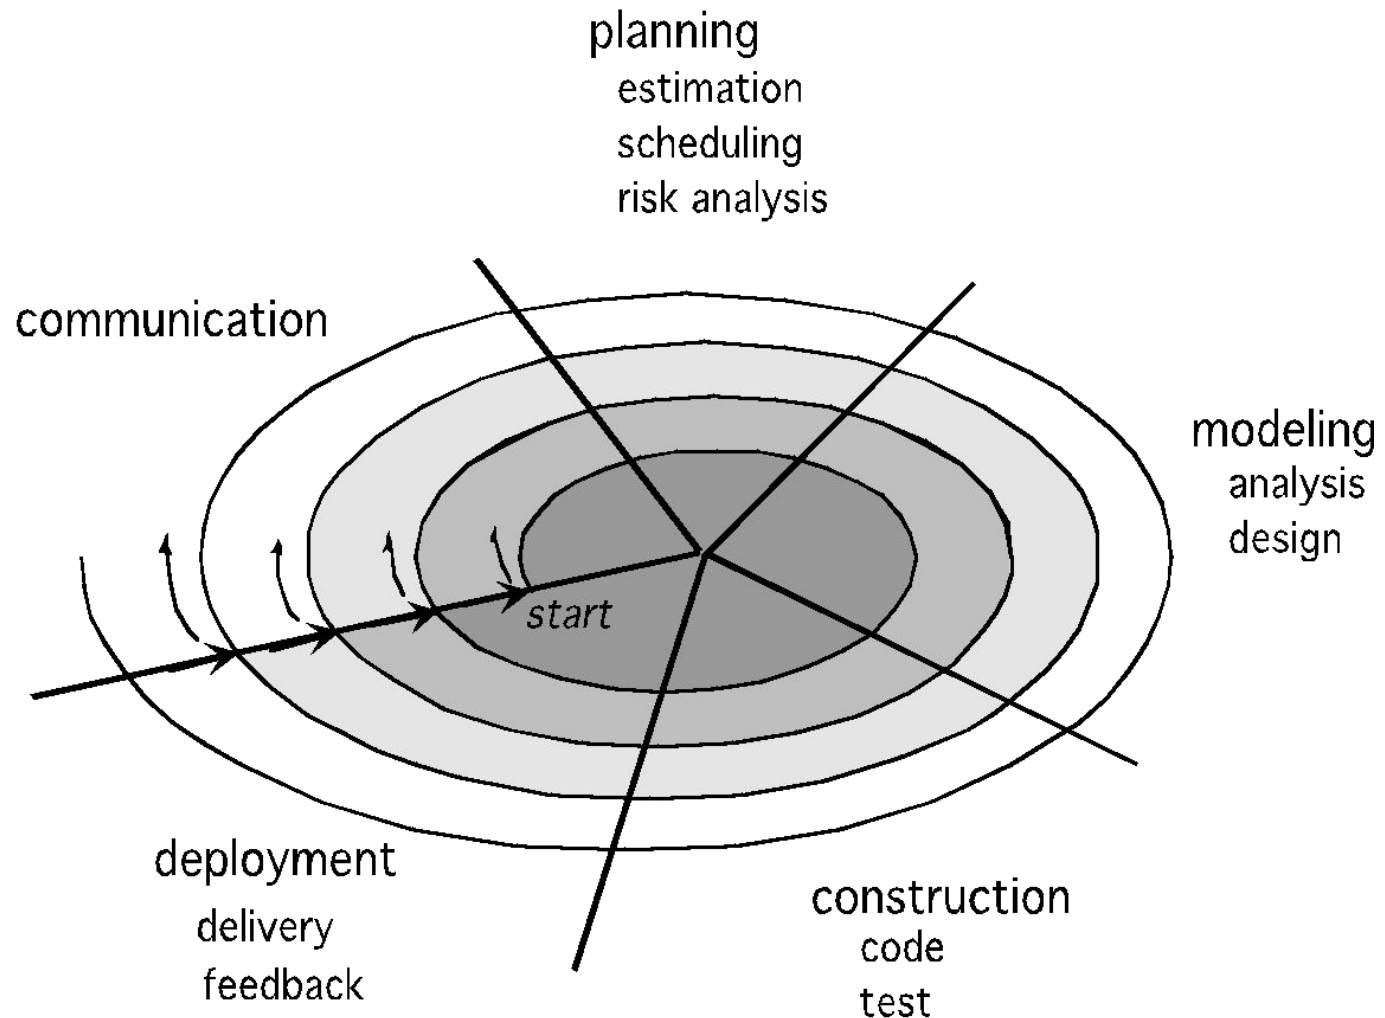 planning
estimation
scheduling
risk analysis
communication
modeling
analysis
design
start
deployment
delivery
feedback
construction
code
test